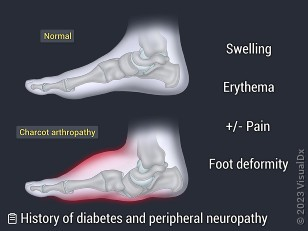 Normal
Swelling
Erythema
+/- Pain
Charcot arthropathy
Foot deformity
History of diabetes and peripheral neuropathy
© 2023 VisualDx